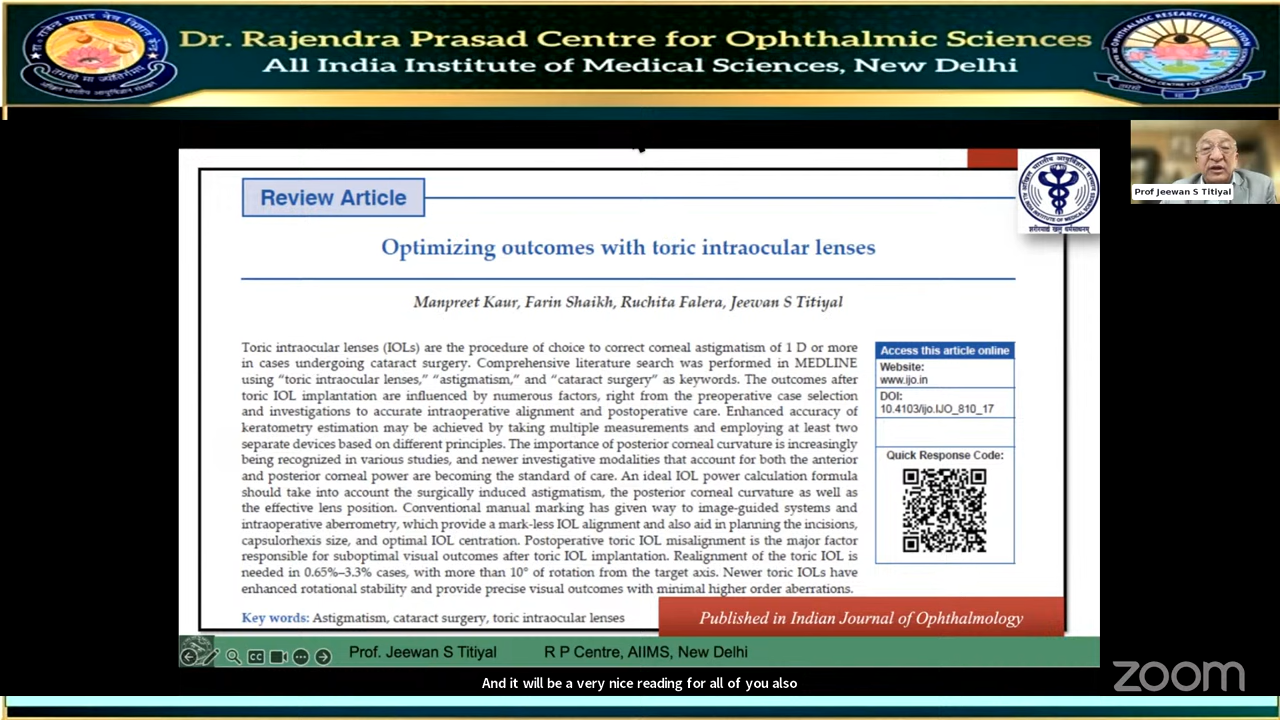 Dr. Rajendra Prasad Centre for Ophthalmic Sciences
All India Institute of Medical Sciences, New Delhi
Prof Jeewan S Titiyal
Review Article
Optimizing outcomes with toric intraocular lenses
Manpreet Kaur, Farin Shaikh, Ruchita Falera, Jeewan S Titiyal
Toric intraocular lenses (IOLs) are the procedure of choice to correct corneal astigmatism of 1 D or more
in cases undergoing cataract surgery. Comprehensive literature search was performed in MEDLINE
using “toric intraocular lenses,” “astigmatism,” and “cataract surgery” as keywords. The outcomes after
toric IOL implantation are influenced by numerous factors, right from the preoperative case selection
and investigations to accurate intraoperative alignment and postoperative care. Enhanced accuracy of
keratometry estimation may be achieved by taking multiple measurements and employing at least two
separate devices based on different principles. The importance of posterior corneal curvature is increasingly
being recognized in various studies, and newer investigative modalities that account for both the anterior
and posterior corneal power are becoming the standard of care. An ideal IOL power calculation formula
should take into account the surgically induced astigmatism, the posterior corneal curvature as well as
the effective lens position. Conventional manual marking has given way to image-guided systems and
intraoperative aberrometry, which provide a mark-less IOL alignment and also aid in planning the incisions,
capsulorhexis size, and optimal IOL centration. Postoperative toric IOL misalignment is the major factor
responsible for suboptimal visual outcomes after toric IOL implantation. Realignment of the toric IOL is
needed in 0.65%–3.3% cases, with more than 10° of rotation from the target axis. Newer toric IOLs have
enhanced rotational stability and provide precise visual outcomes with minimal higher order aberrations.
Key words: Astigmatism, cataract surgery, toric intraocular lenses
Access this article online
Website:
www.ijo.in
DOI:
10.4103/ijo.IJO_810_17
Quick Response Code:
Published in Indian Journal of Ophthalmology
CC
Prof. Jeewan S Titiyal R P Centre, AIIMS, New Delhi
And it will be a very nice reading for all of you also
zoom